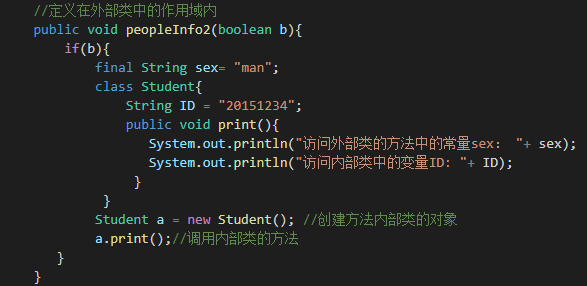 //定义在外部类中的作用域内
public void peopleInfo2(boolean b){
if(b){
final String sex= "man";
class Student{
String ID = "20151234";
public void print(){
System.out.println("访问外部类的方法中的常量sex： "+ sex);
System.out.println("访问内部类中的变量ID："+ ID);
}
}
Student a = new Student(); //创建方法内部类的对象
a.print();//调用内部类的方法
}
}